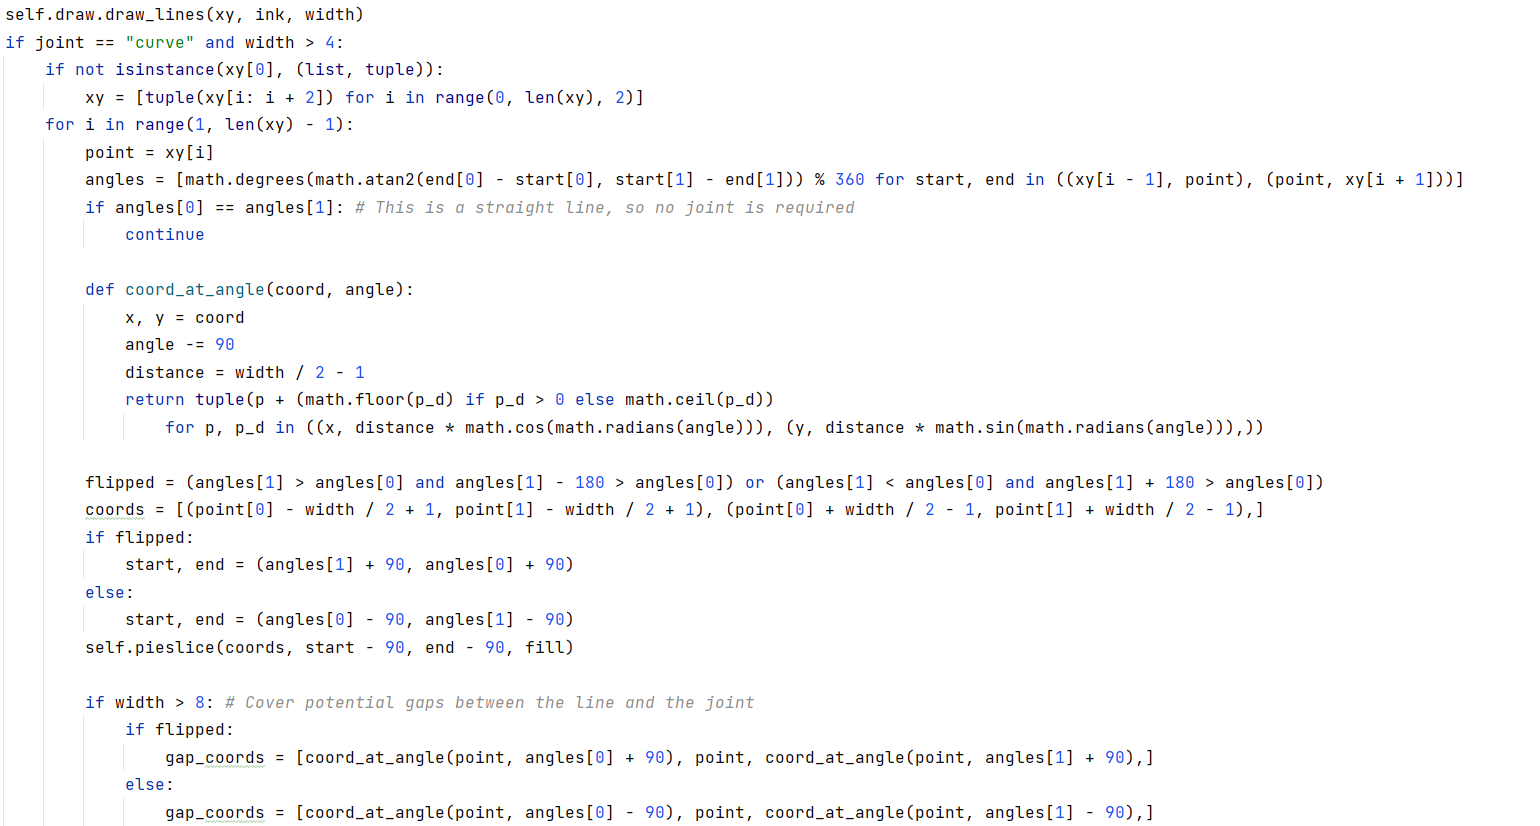 self.draw.draw_lines(xy, ink, width)
if joint == "curve" and width > 4:
    if not isinstance(xy[0], (list, tuple)):
        xy = [tuple(xy[i: i + 2]) for i in range(0, len(xy), 2)]
    for i in range(1, len(xy) - 1):
        point = xy[i]
        angles = [math.degrees(math.atan2(end[0] - start[0], start[1] - end[1])) % 360 for start, end in ((xy[i - 1], point), (point, xy[i + 1]))]
        if angles[0] == angles[1]: # This is a straight line, so no joint is required
            continue

        def coord_at_angle(coord, angle):
            x, y = coord
            angle -= 90
            distance = width / 2 - 1
            return tuple(p + (math.floor(p_d) if p_d > 0 else math.ceil(p_d))
                for p, p_d in ((x, distance * math.cos(math.radians(angle))), (y, distance * math.sin(math.radians(angle))),))

        flipped = (angles[1] > angles[0] and angles[1] - 180 > angles[0]) or (angles[1] < angles[0] and angles[1] + 180 > angles[0])
        coords = [(point[0] - width / 2 + 1, point[1] - width / 2 + 1), (point[0] + width / 2 - 1, point[1] + width / 2 - 1),]
        if flipped:
            start, end = (angles[1] + 90, angles[0] + 90)
        else:
            start, end = (angles[0] - 90, angles[1] - 90)
        self.pieslice(coords, start - 90, end - 90, fill)

        if width > 8: # Cover potential gaps between the line and the joint
            if flipped:
                gap_coords = [coord_at_angle(point, angles[0] + 90), point, coord_at_angle(point, angles[1] + 90),]
            else:
                gap_coords = [coord_at_angle(point, angles[0] - 90), point, coord_at_angle(point, angles[1] - 90),]